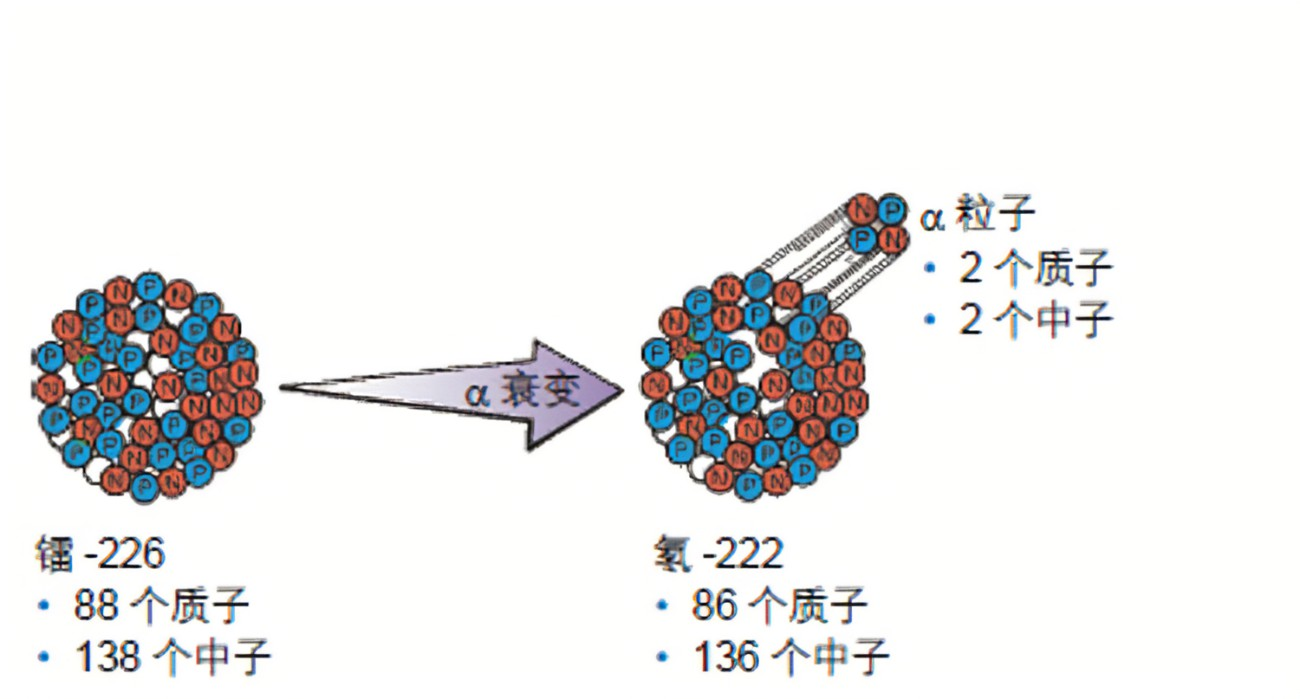 N P
P N
α 粒子
• 2 个质子
• 2 个中子
α 衰变
镭 -226
• 88 个质子
• 138 个中子
氡 -222
• 86 个质子
• 136 个中子